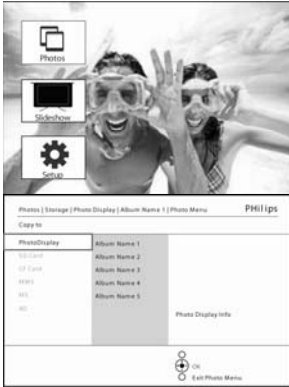 Photos
Slideshow
Setup
Photos | Storage | Photo Display | Album Name 1 | Photo Menu
PHilips
Copy to
PhotoDisplay
Album Name 1
SD Card
Album Name 2
CF Card
Album Name 3
MMS
Album Name 4
MS
Album Name 5
Photo Display Info
OK
Exit Photo Menu